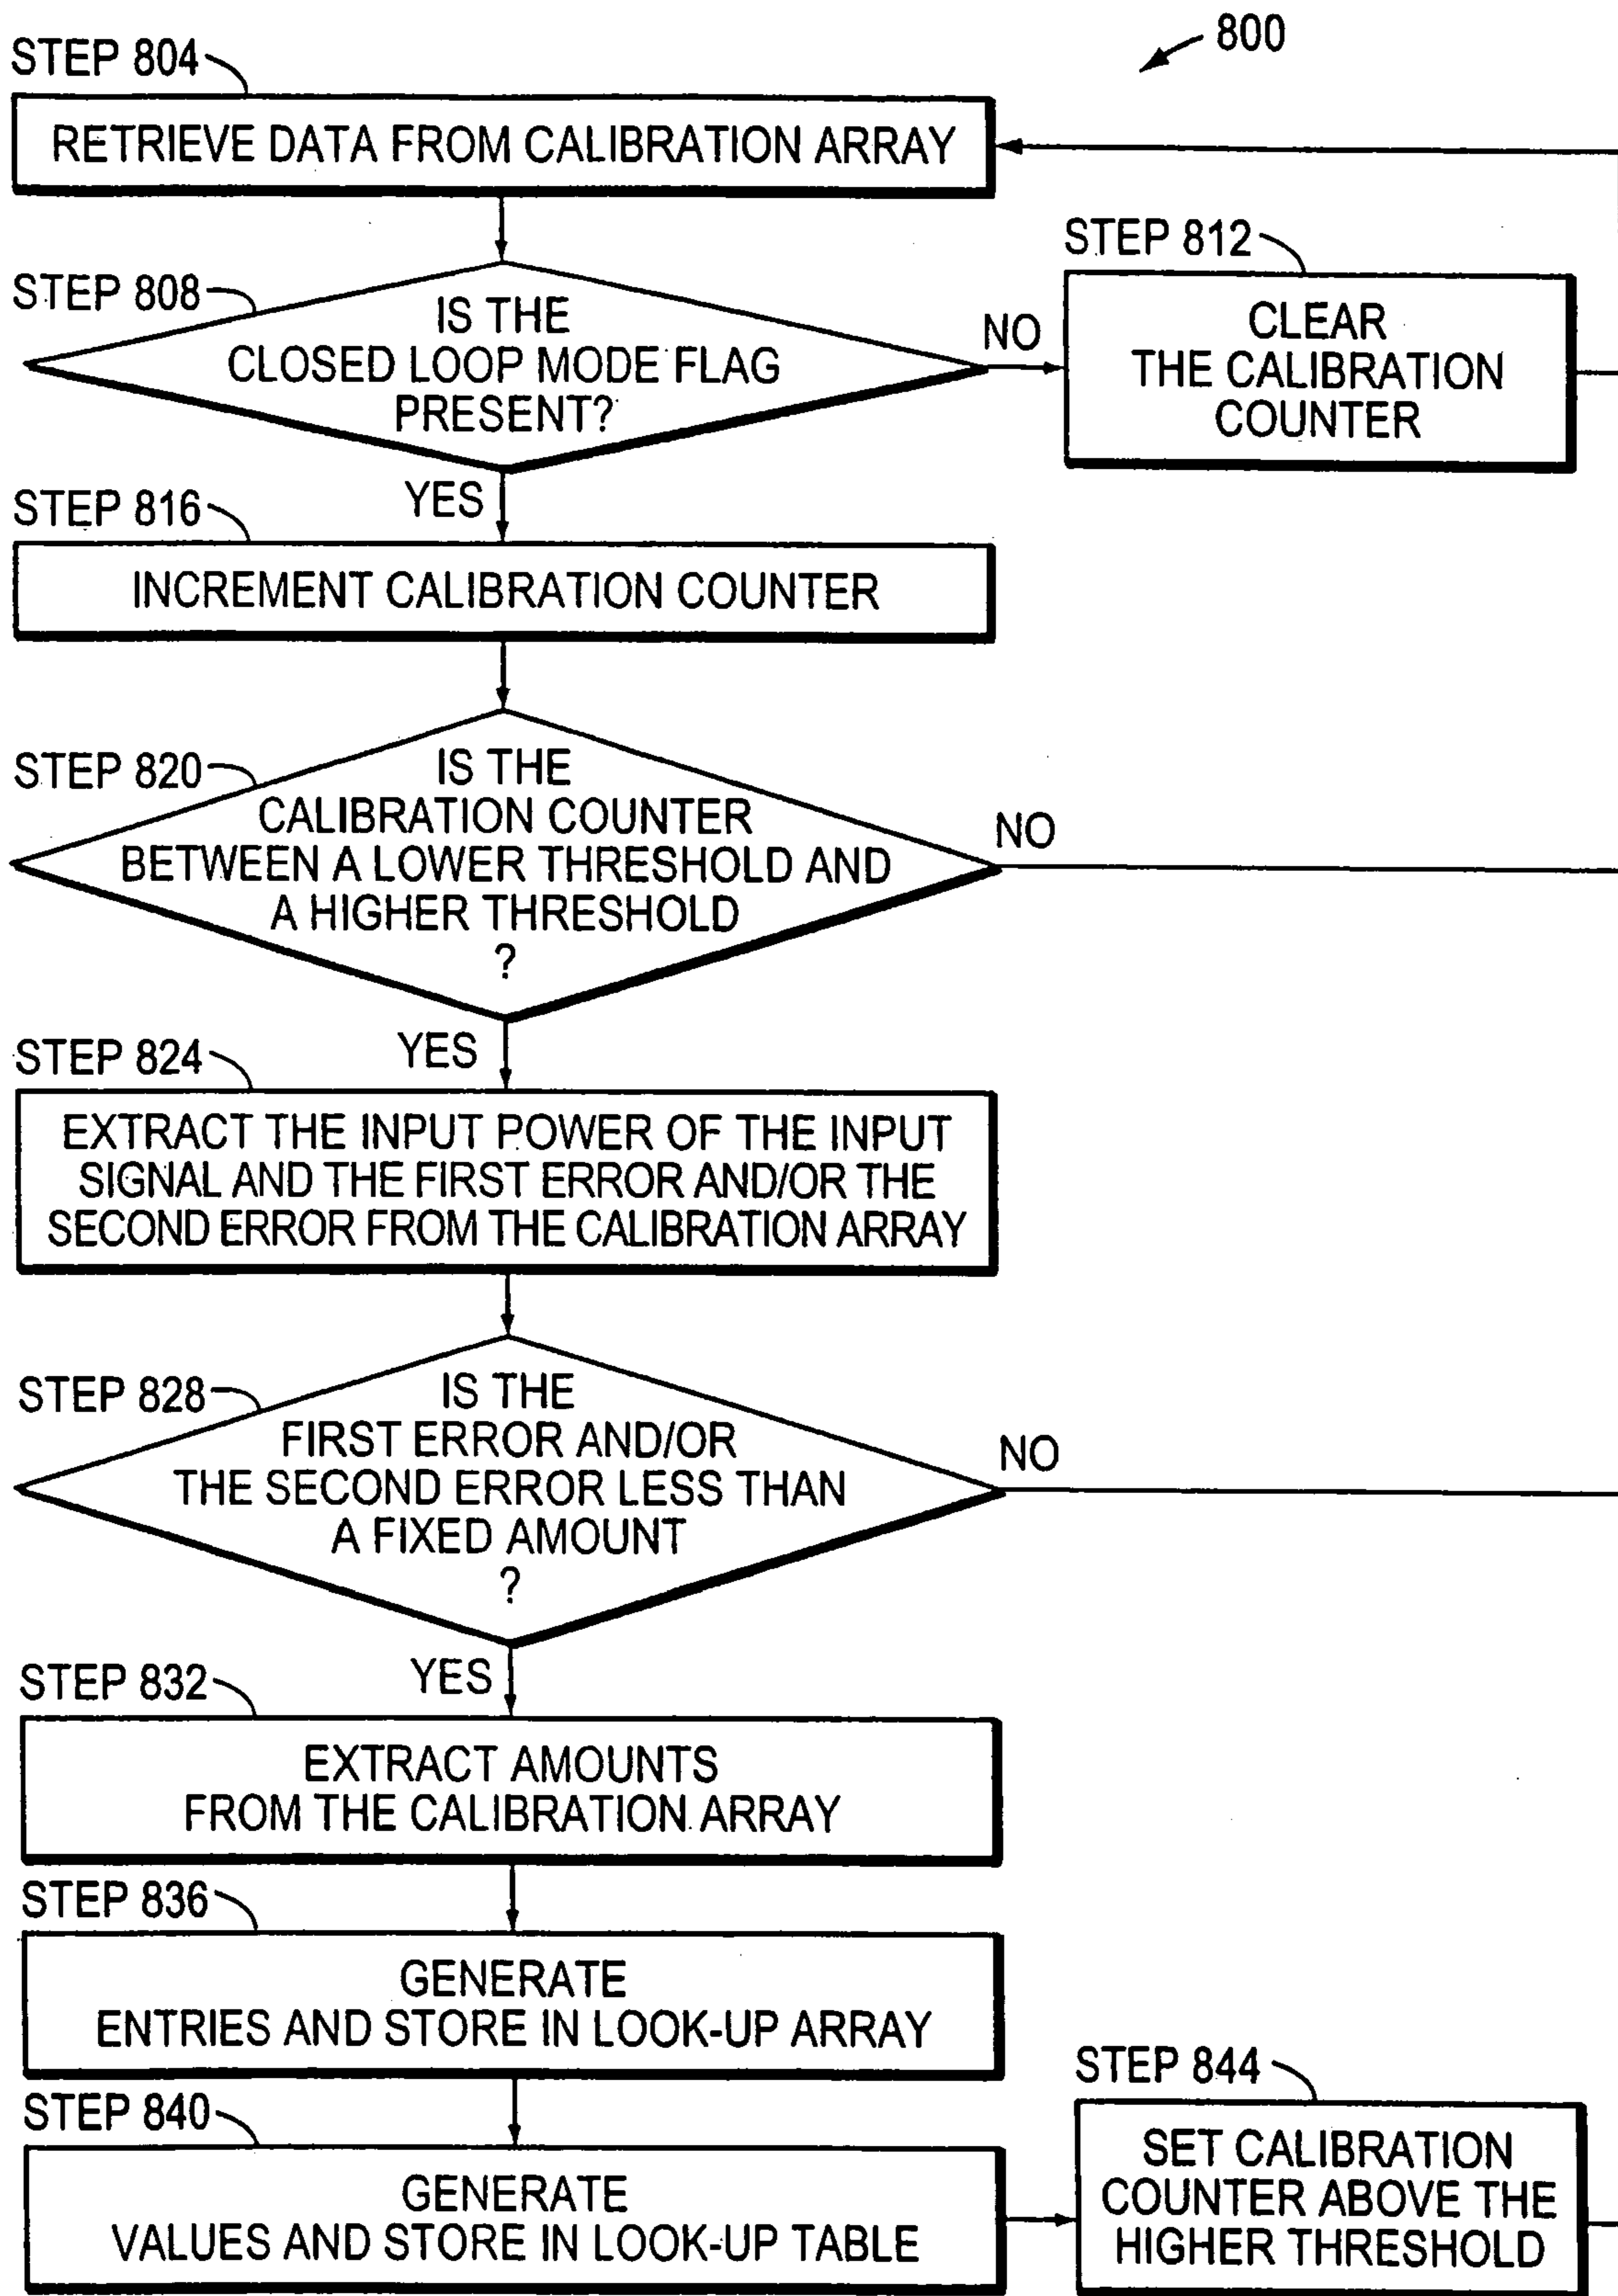 800
STEP 804
RETRIEVE DATA FROM CALIBRATION ARRAY
STEP 808
IS THE
CLOSED LOOP MODE FLAG
PRESENT?
NO
STEP 812
CLEAR
THE CALIBRATION
COUNTER
YES
STEP 816
INCREMENT CALIBRATION COUNTER
STEP 820
IS THE
CALIBRATION COUNTER
BETWEEN A LOWER THRESHOLD AND
A HIGHER THRESHOLD
?
NO
YES
STEP 824
EXTRACT THE INPUT POWER OF THE INPUT
SIGNAL AND THE FIRST ERROR AND/OR THE
SECOND ERROR FROM THE CALIBRATION ARRAY
STEP 828
IS THE
FIRST ERROR AND/OR
THE SECOND ERROR LESS THAN
A FIXED AMOUNT
?
NO
YES
STEP 832
EXTRACT AMOUNTS
FROM THE CALIBRATION ARRAY
STEP 836
GENERATE
ENTRIES AND STORE IN LOOK-UP ARRAY
STEP 840
GENERATE
VALUES AND STORE IN LOOK-UP TABLE
STEP 844
SET CALIBRATION
COUNTER ABOVE THE
HIGHER THRESHOLD